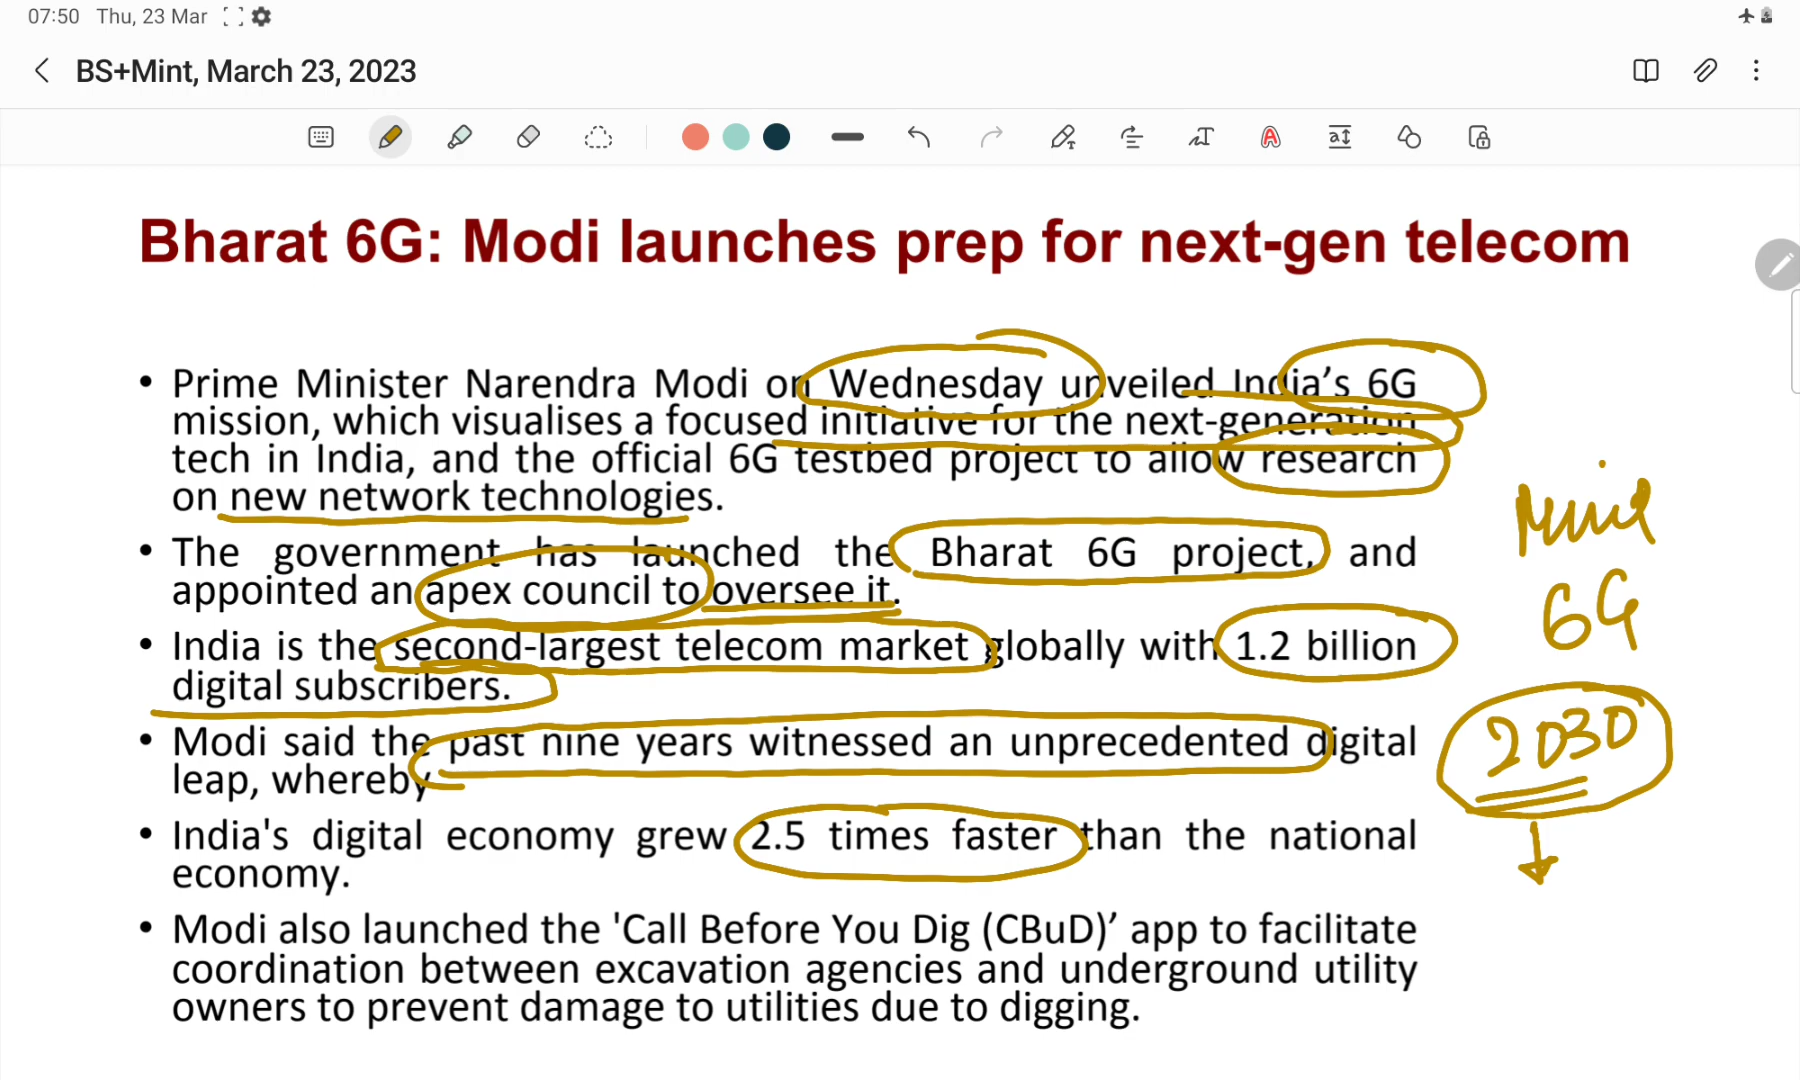 07:50 Thu, 23 Mar
BS+Mint, March 23, 2023
Bharat 6G: Modi launches prep for next-gen telecom
• Prime Minister Narendra Modi on Wednesday unveiled India’s 6G
mission, which visualises a focused initiative for the next-generation
tech in India, and the official 6G testbed project to allow research
on new network technologies.
• The government has launched the Bharat 6G project, and
appointed an apex council to oversee it.
• India is the second-largest telecom market globally with 1.2 billion
digital subscribers.
• Modi said the past nine years witnessed an unprecedented digital
leap, whereby
• India's digital economy grew 2.5 times faster than the national
economy.
• Modi also launched the 'Call Before You Dig (CBuD)’ app to facilitate
coordination between excavation agencies and underground utility
owners to prevent damage to utilities due to digging.
6G
2030